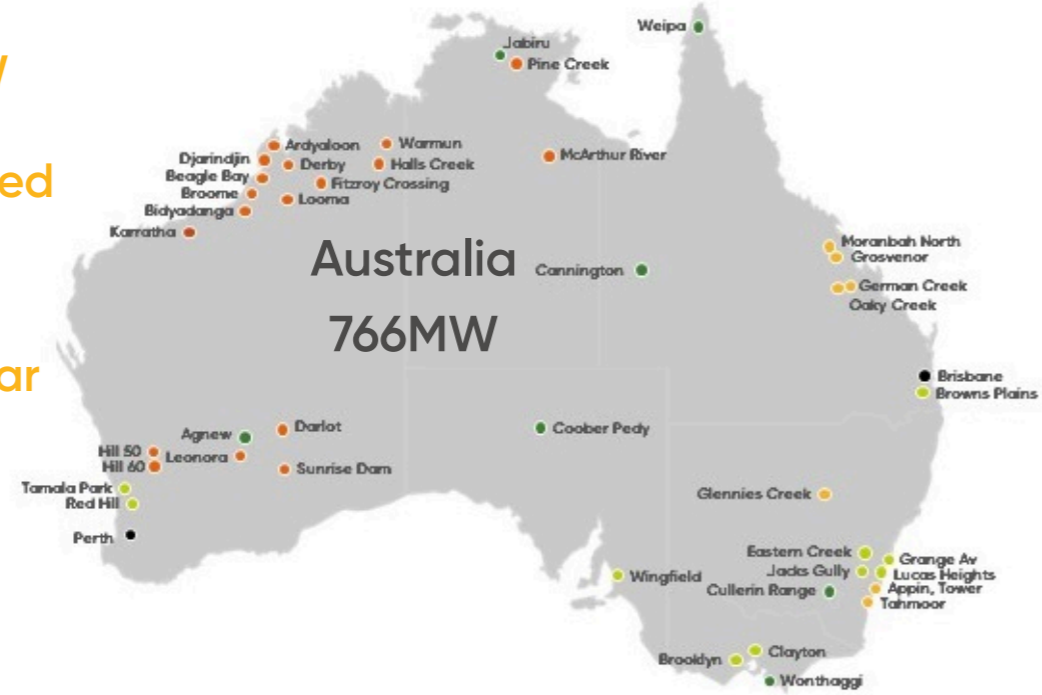 Weipa
Jabiru
Pine Creek
ed
Ardyaloon
Warmun
Djarindjin
Derby
Halls Creek
McArthur River
Beagle Bay
Fitzroy Crossing
Broome
Looma
Bidyadanga
Karratha
Australia
766MW
Cannington
Moranbah North
Grosvenor
German Creek
Oaky Creek
ar
Brisbane
Browns Plains
Agnew
Darlot
Coober Pedy
Hill 50
Leonora
Hill 60
Sunrise Dam
Tamala Park
Red Hill
Perth
Glennies Creek
Eastern Creek
Grange Av
Jacks Gully
Lucas Heights
Wingfield
Cullerin Range
Appin, Tower
Tahmoor
Clayton
Brooklyn
Wonthaggi